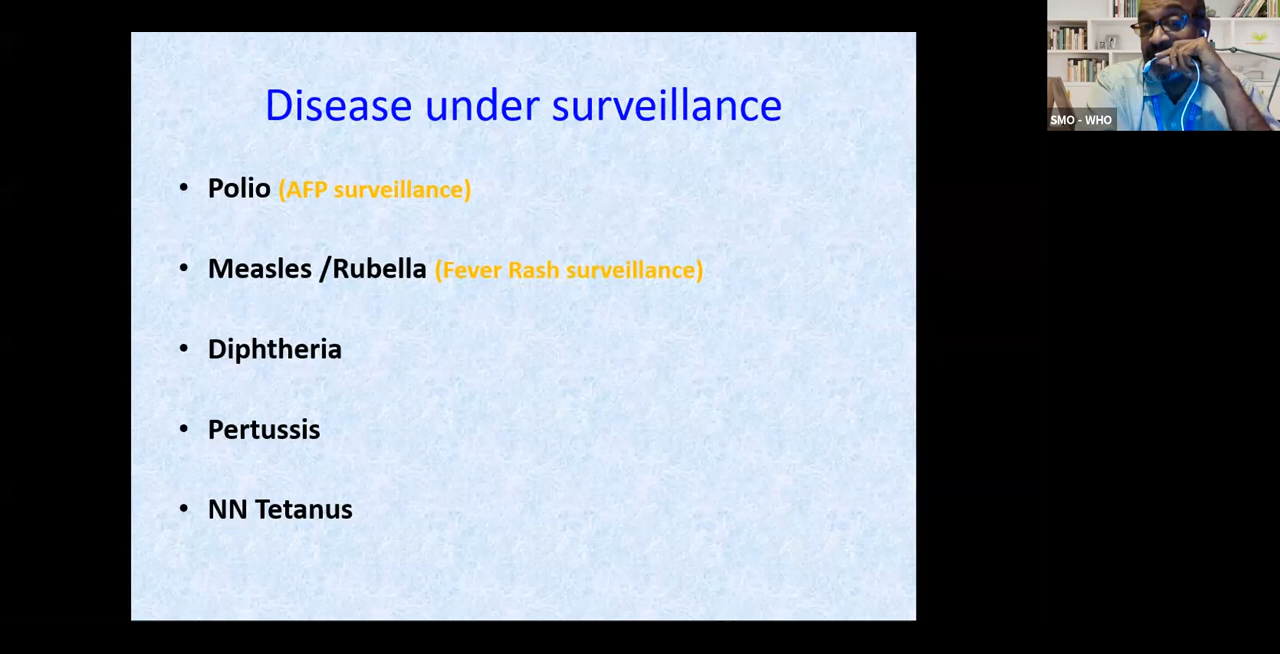 Disease under surveillance
• Polio (AFP surveillance)
• Measles /Rubella (Fever Rash surveillance)
• Diphtheria
• Pertussis
• NN Tetanus
SMO - WHO